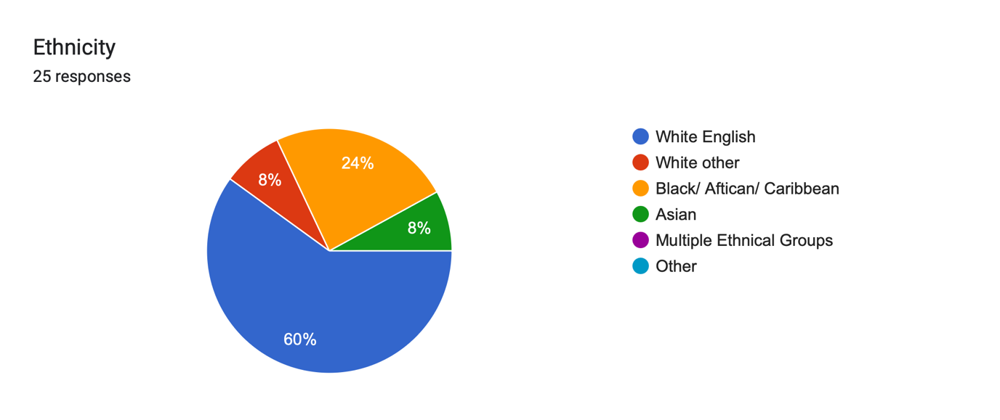 Ethnicity
25 responses
24%
8%
8%
60%
White English
White other
Black/ Aftican/ Caribbean
Asian
Multiple Ethnical Groups
Other